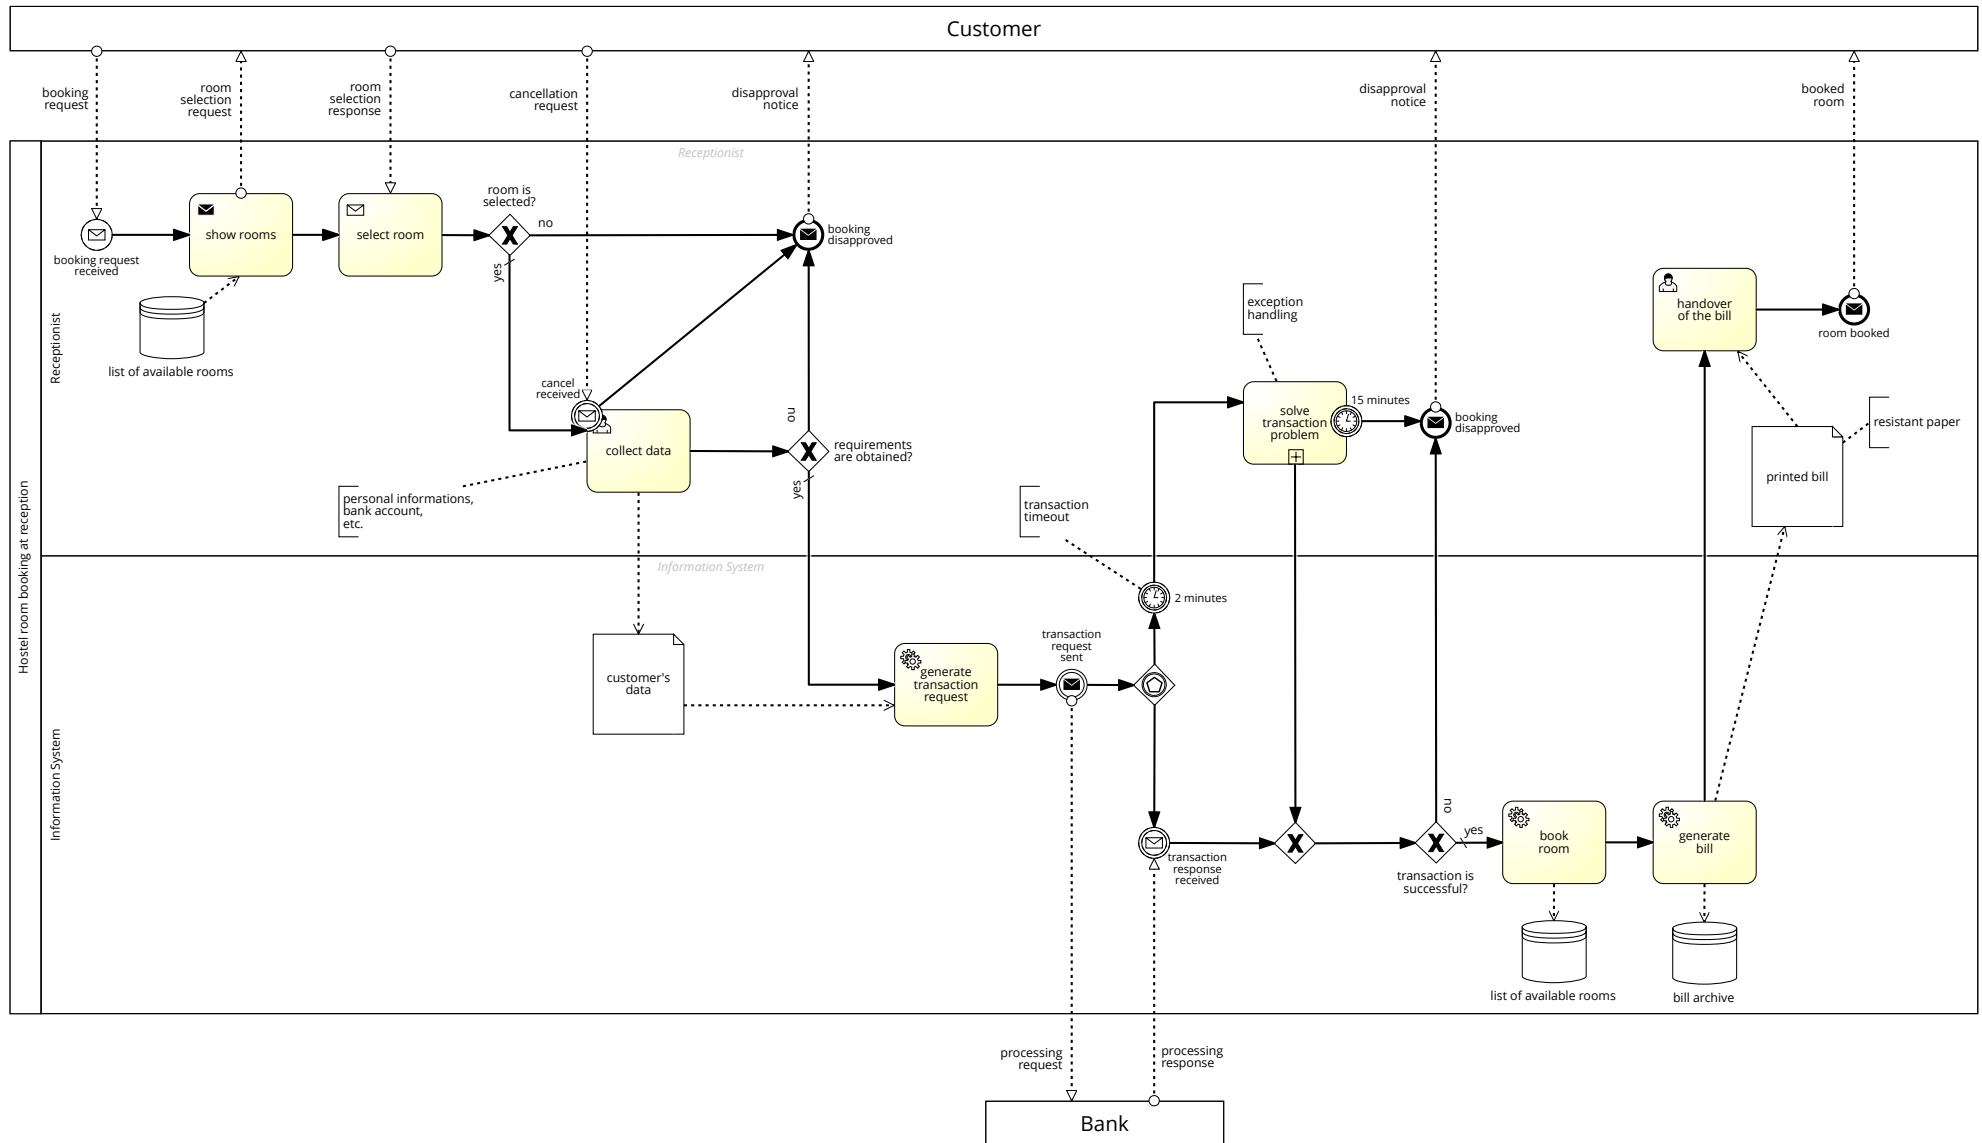 Customer
booking
request
room
selection
request
room
selection
response
cancellation
request
disapproval
notice
disapproval
notice
booked
room
Hostel room booking at reception
Receptionist
Receptionist
booking request
received
show rooms
list of available rooms
select room
room is
selected?
no
yes
booking
disapproved
cancel
received
collect data
personal informations,
bank account,
etc.
no
requirements
are obtained?
yes
exception
handling
solve
transaction
problem
15 minutes
booking
disapproved
transaction
timeout
handover
of the bill
room booked
resistant paper
printed bill
Information System
Information System
customer's
data
generate
transaction
request
transaction
request
sent
2 minutes
transaction
response
received
no
yes
transaction is
successful?
book
room
generate
bill
list of available rooms
bill archive
processing
request
processing
response
Bank